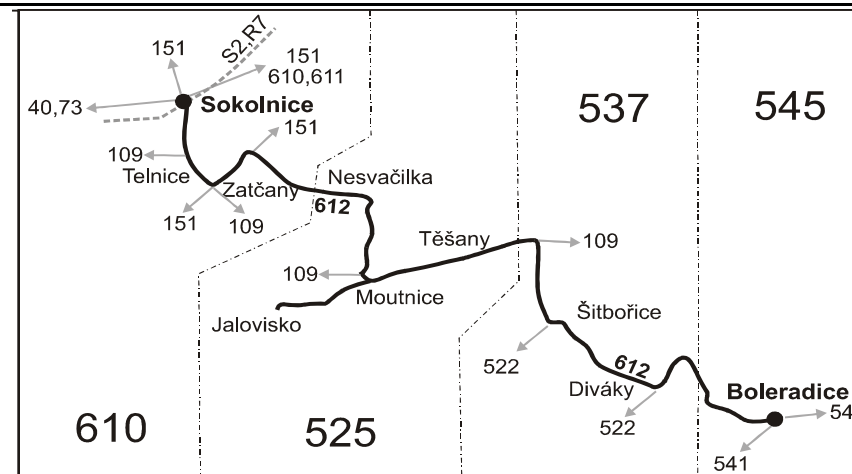 151
S2,R7
151
610,611
40,73
Sokolnice
537
545
151
109
Telnice
Zatčany
Nesvačilka
612
151
109
Těšany
109
109
Moutnice
Jalovisko
Šitbořice
522
612
Diváky
Boleradice
522
54
541
610
525